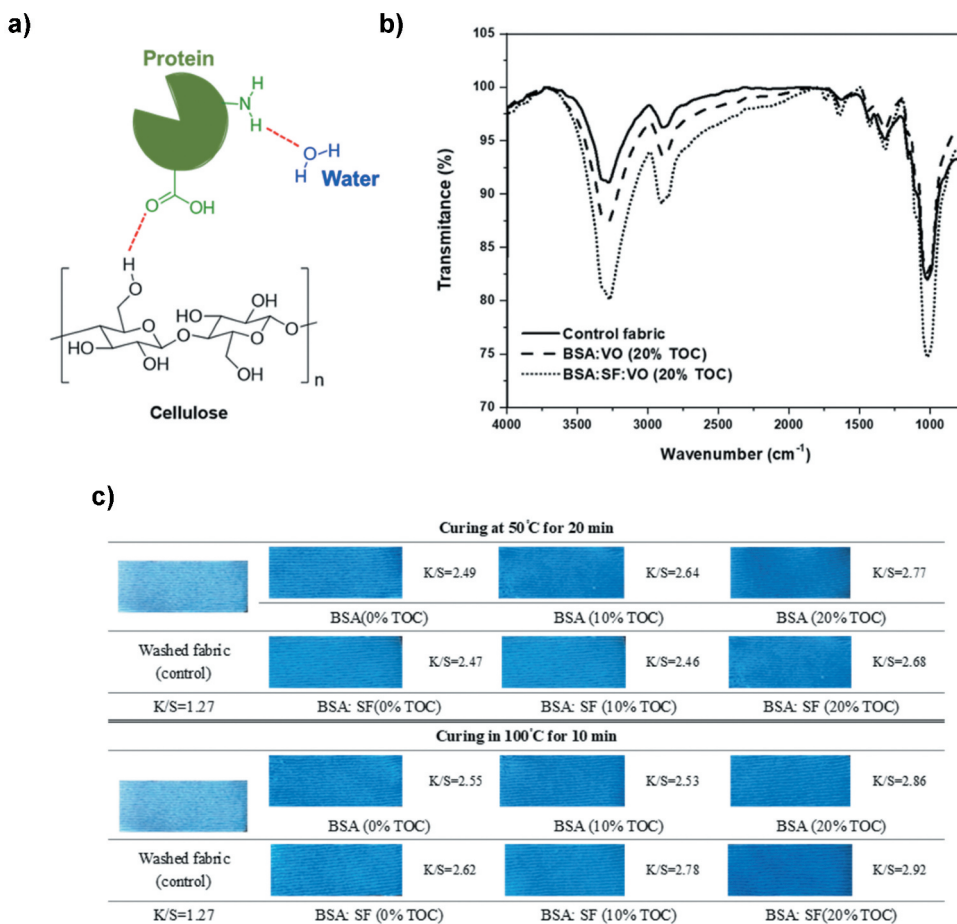 a)
Protein
H
N
H
H
O
H
Water
O
OH
H
O
OH
OH
HO
O
O
O
HO
OH
O
OH
n
Cellulose
b)
105
100
95
90
85
80
75
70
Transmitance (%)
Control fabric
BSA:VO (20% TOC)
BSA:SF:VO (20% TOC)
4000 3500 3000 2500 2000 1500 1000
Wavenumber (cm⁻¹)
c)
Curing at 50°C for 20 min
K/S=2.49 K/S=2.64 K/S=2.77
BSA(0% TOC) BSA (10% TOC) BSA (20% TOC)
Washed fabric
(control)
K/S=2.47 K/S=2.46 K/S=2.68
K/S=1.27 BSA: SF(0% TOC) BSA: SF (10% TOC) BSA: SF (20% TOC)
Curing in 100°C for 10 min
K/S=2.55 K/S=2.53 K/S=2.86
BSA (0% TOC) BSA (10% TOC) BSA (20% TOC)
Washed fabric
(control)
K/S=2.62 K/S=2.78 K/S=2.92
K/S=1.27 BSA: SF (0% TOC) BSA: SF (10% TOC) BSA: SF(20% TOC)